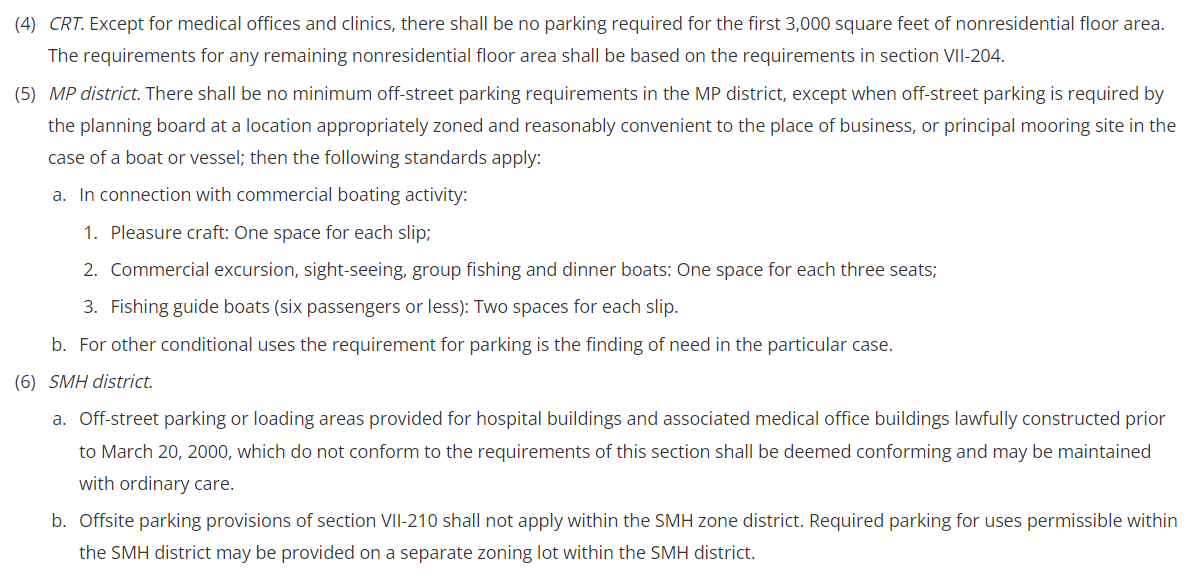 (4) CRT. Except for medical offices and clinics, there shall be no parking required for the first 3,000 square feet of nonresidential floor area.
The requirements for any remaining nonresidential floor area shall be based on the requirements in section VII-204.
(5) MP district. There shall be no minimum off-street parking requirements in the MP district, except when off-street parking is required by
the planning board at a location appropriately zoned and reasonably convenient to the place of business, or principal mooring site in the
case of a boat or vessel; then the following standards apply:
a. In connection with commercial boating activity:
1. Pleasure craft: One space for each slip;
2. Commercial excursion, sight-seeing, group fishing and dinner boats: One space for each three seats;
3. Fishing guide boats (six passengers or less): Two spaces for each slip.
b. For other conditional uses the requirement for parking is the finding of need in the particular case.
(6) SMH district.
a. Off-street parking or loading areas provided for hospital buildings and associated medical office buildings lawfully constructed prior
to March 20, 2000, which do not conform to the requirements of this section shall be deemed conforming and may be maintained
with ordinary care.
b. Offsite parking provisions of section VII-210 shall not apply within the SMH zone district. Required parking for uses permissible within
the SMH district may be provided on a separate zoning lot within the SMH district.